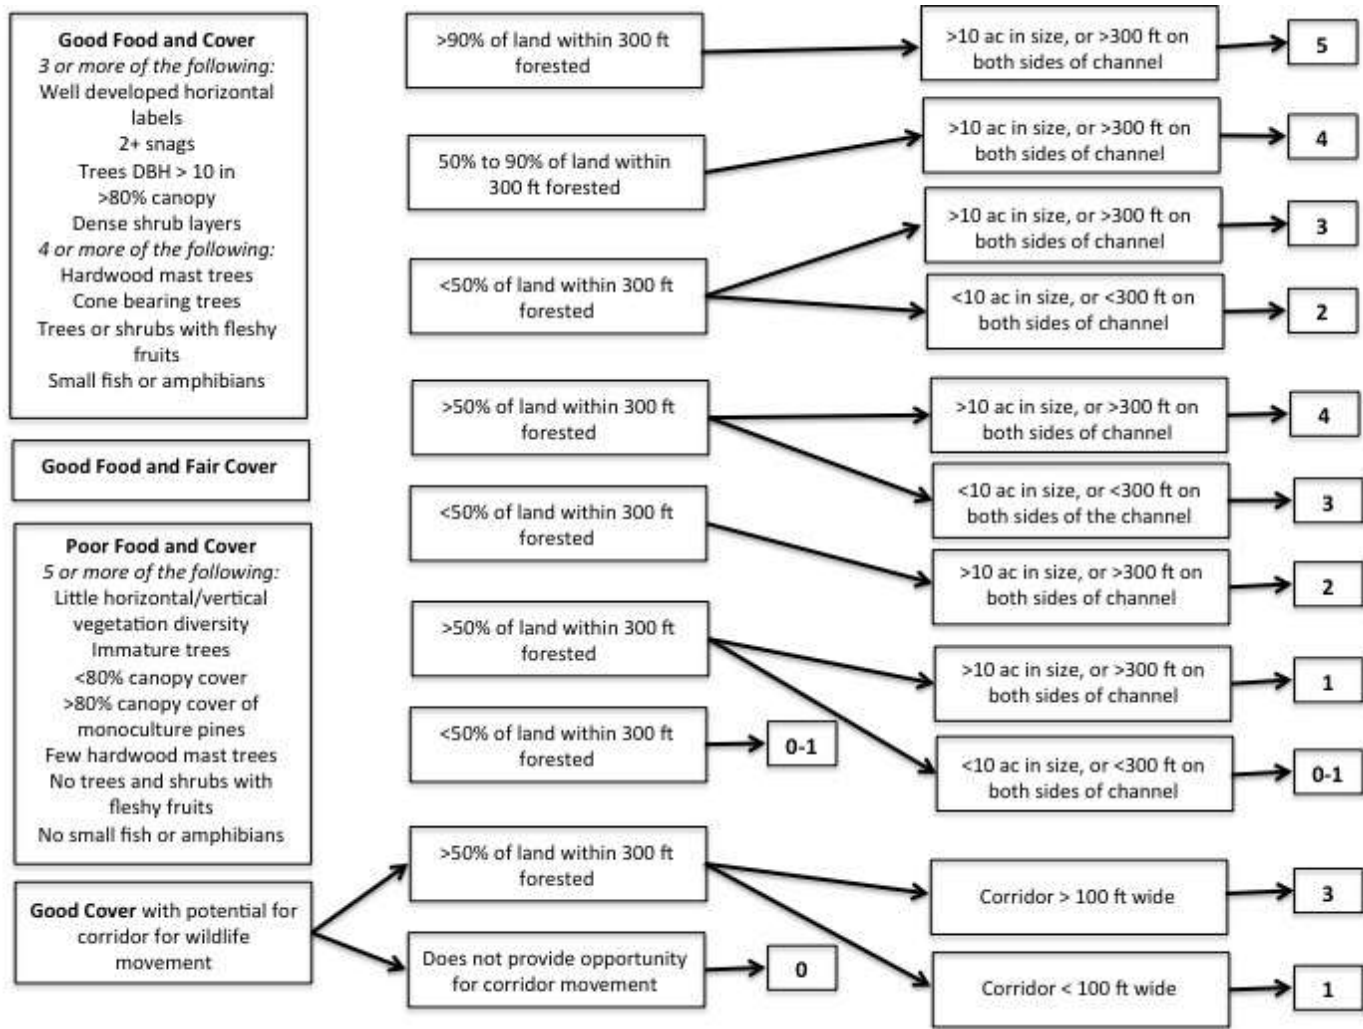 Good Food and Cover
3 or more of the following:
Well developed horizontal
labels
2+ snags
Trees DBH > 10 in
>80% canopy
Dense shrub layers
4 or more of the following:
Hardwood mast trees
Cone bearing trees
Trees or shrubs with fleshy
fruits
Small fish or amphibians
Good Food and Fair Cover
Poor Food and Cover
5 or more of the following:
Little horizontal/vertical
vegetation diversity
Immature trees
<80% canopy cover
>80% canopy cover of
monoculture pines
Few hardwood mast trees
No trees and shrubs with
fleshy fruits
No small fish or amphibians
Good Cover with potential for
corridor for wildlife
movement
>90% of land within 300 ft
forested
50% to 90% of land within
300 ft forested
<50% of land within 300 ft
forested
>50% of land within 300 ft
forested
<50% of land within 300 ft
forested
>50% of land within 300 ft
forested
<50% of land within 300 ft
forested
0-1
>50% of land within 300 ft
forested
Does not provide opportunity
for corridor movement
0
>10 ac in size, or >300 ft on
both sides of channel
5
>10 ac in size, or >300 ft on
both sides of channel
4
>10 ac in size, or >300 ft on
both sides of channel
3
<10 ac in size, or <300 ft on
both sides of channel
2
>10 ac in size, or >300 ft on
both sides of channel
4
<10 ac in size, or <300 ft on
both sides of the channel
3
>10 ac in size, or >300 ft on
both sides of channel
2
>10 ac in size, or >300 ft on
both sides of channel
1
<10 ac in size, or <300 ft on
both sides of channel
0-1
Corridor > 100 ft wide
3
Corridor < 100 ft wide
1